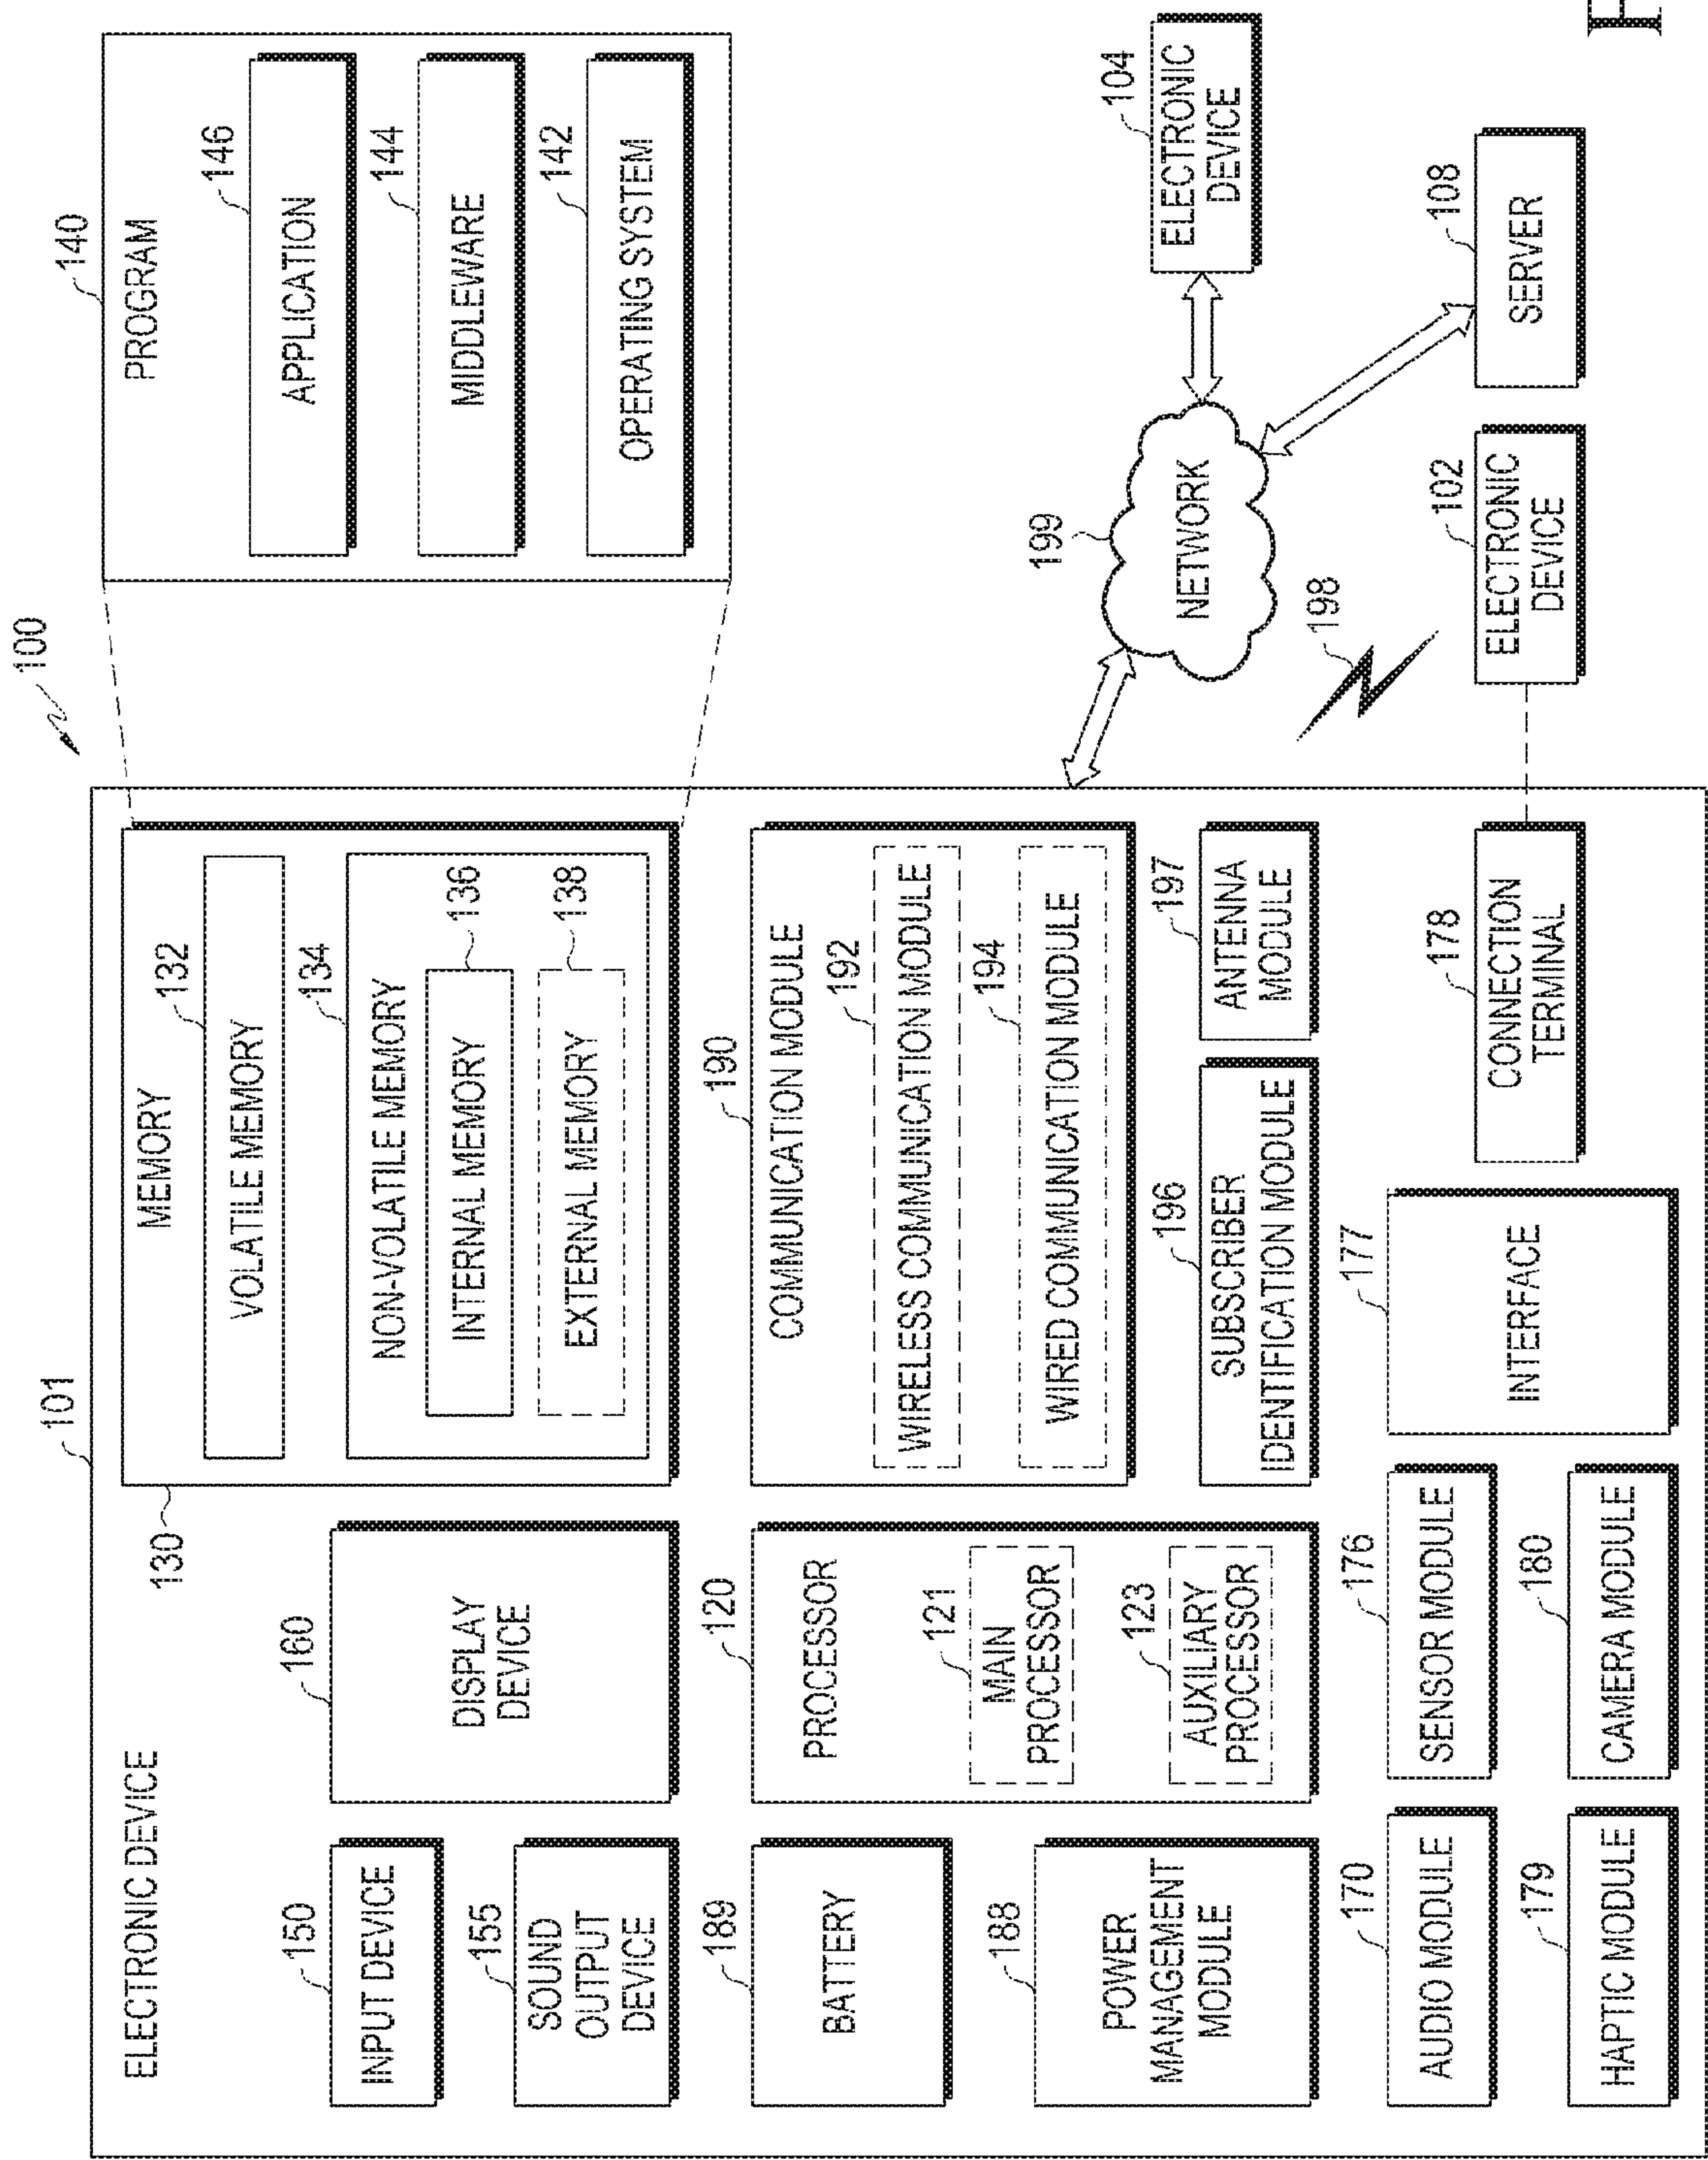 100
101
ELECTRONIC DEVICE
150
INPUT DEVICE
155
SOUND
OUTPUT
DEVICE
160
DISPLAY
DEVICE
130
MEMORY
132
VOLATILE MEMORY
134
NON-VOLATILE MEMORY
136
INTERNAL MEMORY
138
EXTERNAL MEMORY
140
PROGRAM
146
APPLICATION
144
MIDDLEWARE
142
OPERATING SYSTEM
189
BATTERY
188
POWER
MANAGEMENT
MODULE
120
PROCESSOR
121
MAIN
PROCESSOR
123
AUXILIARY
PROCESSOR
190
COMMUNICATION MODULE
192
WIRELESS COMMUNICATION MODULE
194
WIRED COMMUNICATION MODULE
196
SUBSCRIBER
IDENTIFICATION MODULE
197
ANTENNA
MODULE
170
AUDIO MODULE
176
SENSOR MODULE
177
INTERFACE
178
CONNECTION
TERMINAL
179
HAPTIC MODULE
180
CAMERA MODULE
199
NETWORK
104
ELECTRONIC
DEVICE
198
102
ELECTRONIC
DEVICE
108
SERVER